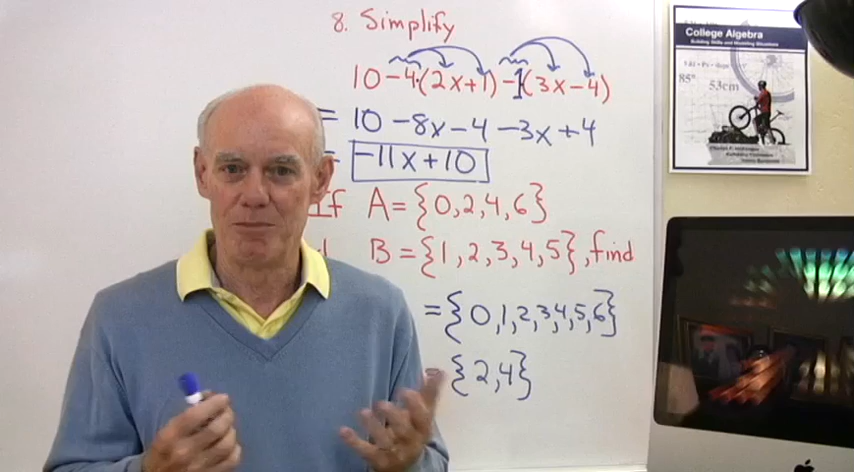 8. Simplify
10 - 4·(2x+1) - 1(3x-4)
= 10 - 8x - 4 - 3x + 4
= -11x + 10
If A = {0,2,4,6}
B = {1,2,3,4,5}, find
= {0,1,2,3,4,5,6}
= {2,4}
College Algebra
Building Skills and Modeling Situations
85°
53cm